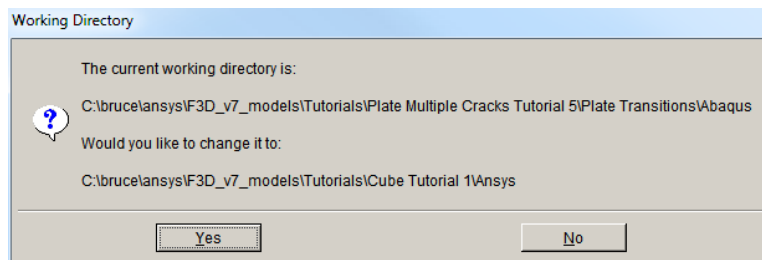 Working Directory
The current working directory is:
C:\bruce\ansys\F3D_v7_models\Tutorials\Plate Multiple Cracks Tutorial 5\Plate Transitions\Abaqus
Would you like to change it to:
C:\bruce\ansys\F3D_v7_models\Tutorials\Cube Tutorial 1\Ansys
Yes
No